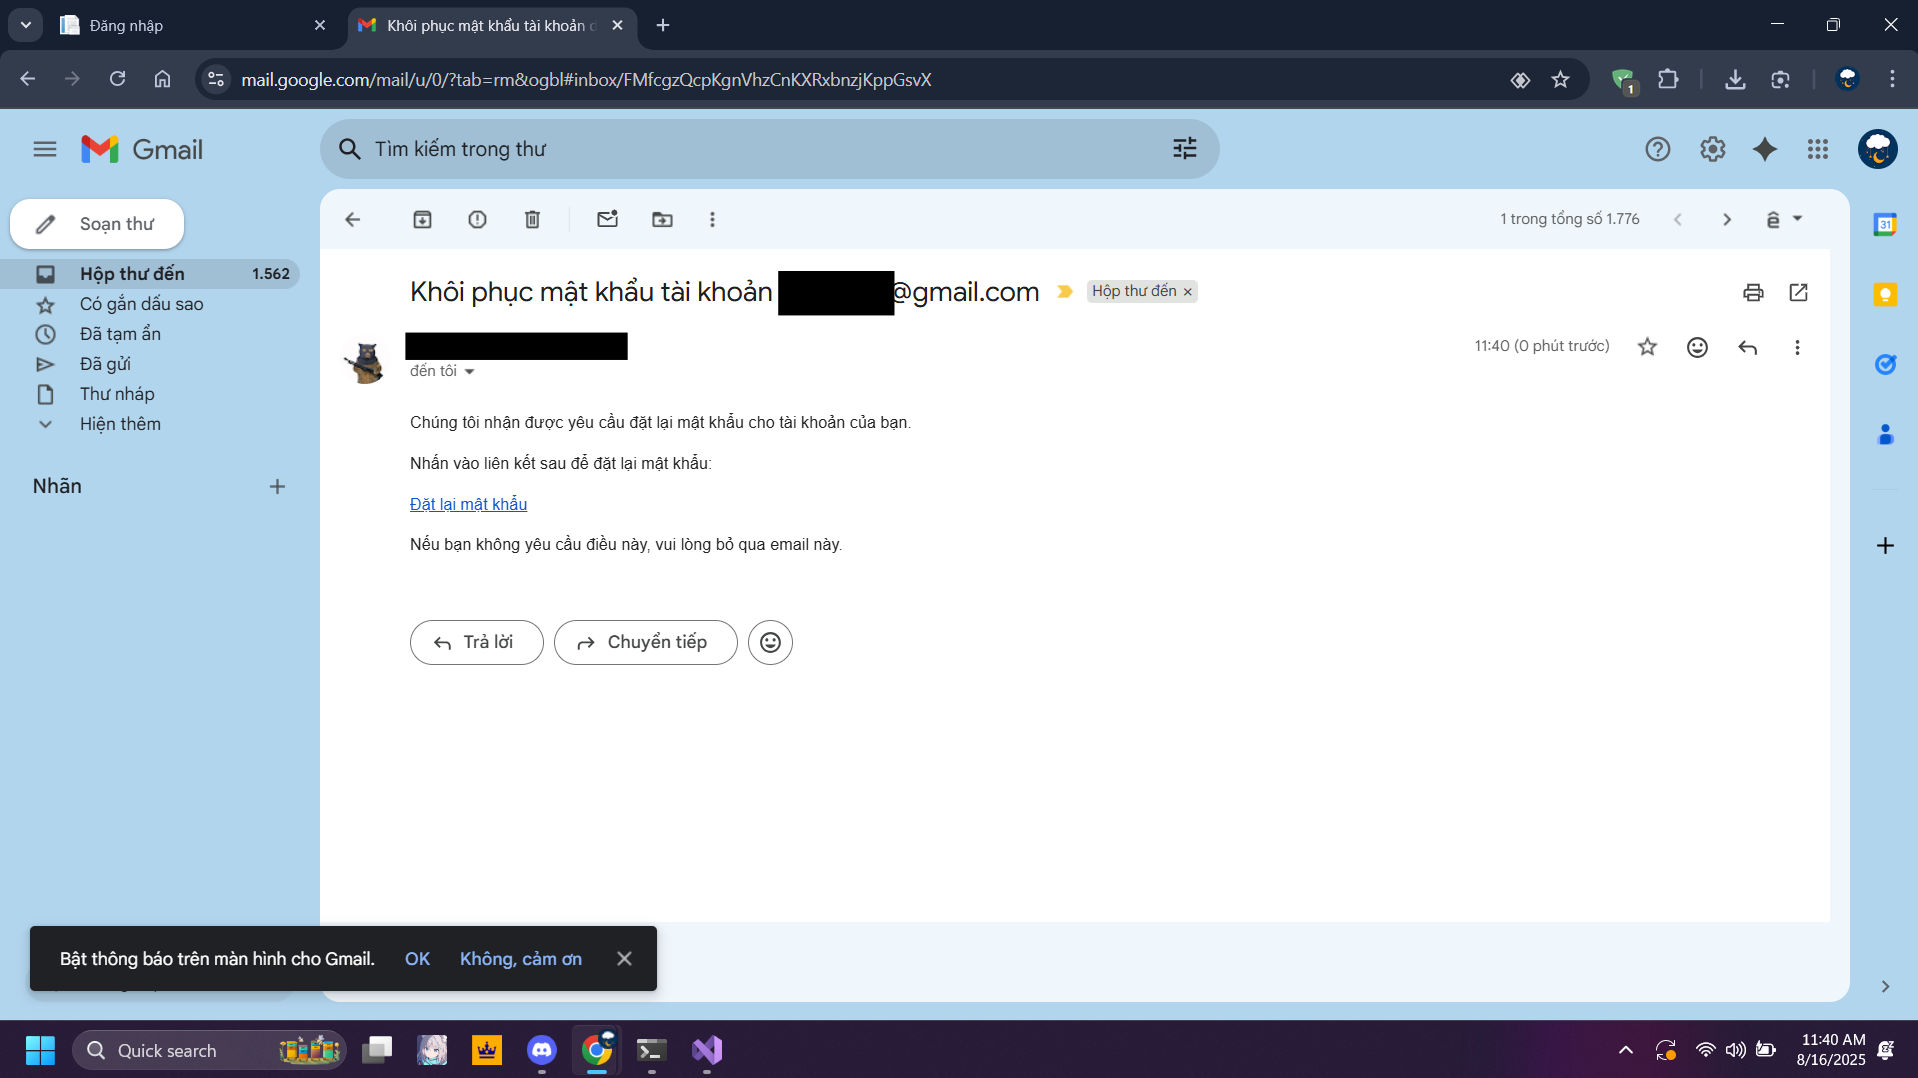 Đăng nhập
Khôi phục mật khẩu tài khoản
mail.google.com/mail/u/0/?tab=rm&ogbl#inbox/FMfcgzQcpKgnVhzCnKXRxbnzjKppGsvX
1
Gmail
Tìm kiếm trong thư
Soạn thư
1 trong tổng số 1.776
ê
31
Hộp thư đến 1.562
Có gắn dấu sao
Đã tạm ẩn
Đã gửi
Thư nháp
Hiện thêm
Nhãn
Khôi phục mật khẩu tài khoản @gmail.com Hộp thư đến
11:40 (0 phút trước)
đến tôi
Chúng tôi nhận được yêu cầu đặt lại mật khẩu cho tài khoản của bạn.
Nhấn vào liên kết sau để đặt lại mật khẩu:
Đặt lại mật khẩu
Nếu bạn không yêu cầu điều này, vui lòng bỏ qua email này.
Trả lời
Chuyển tiếp
Bật thông báo trên màn hình cho Gmail. OK Không, cảm ơn
Quick search
11:40 AM
8/16/2025